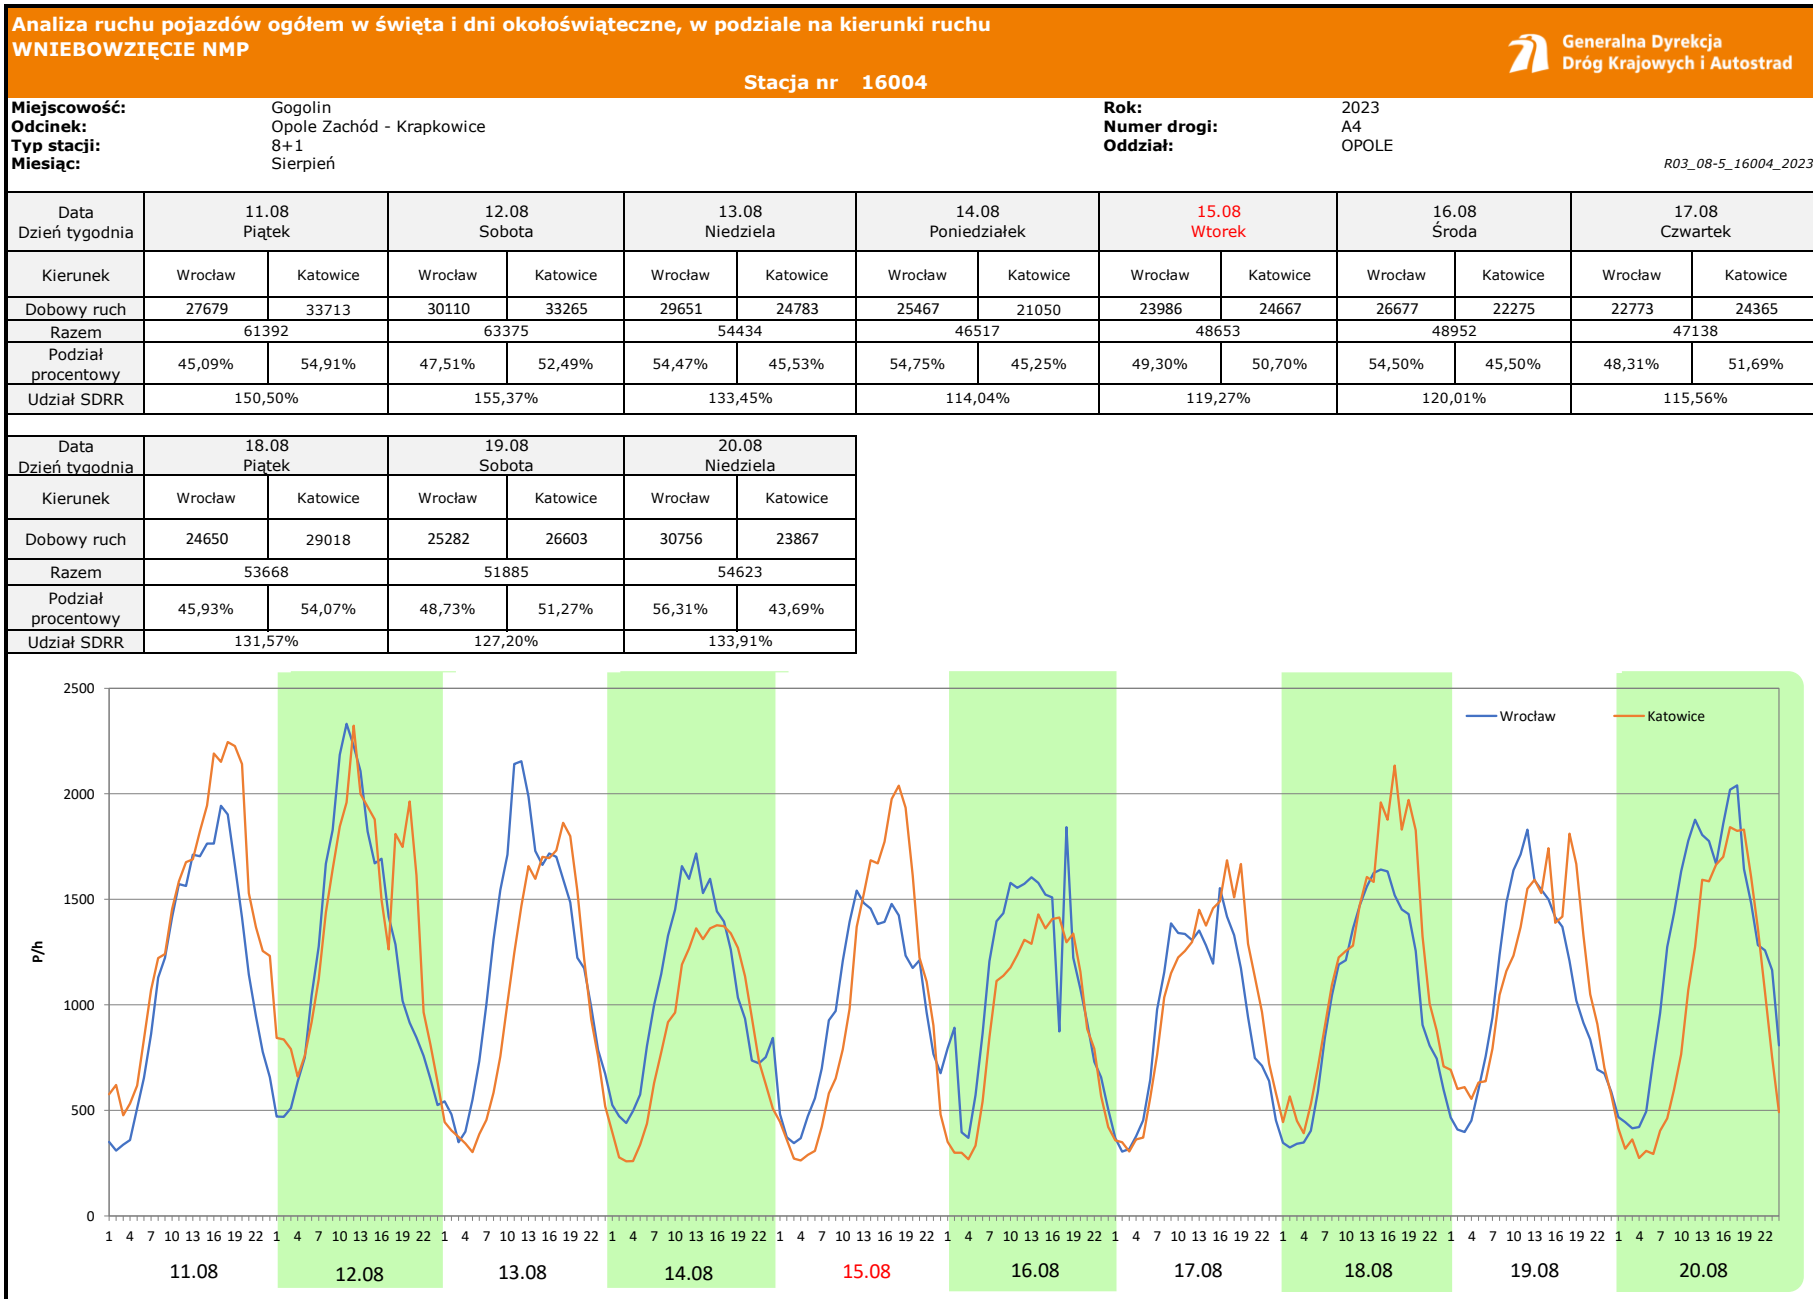 Analiza ruchu pojazdów ogółem w święta i dni okołoświąteczne, w podziale na kierunki ruchu
WNIEBOWZIĘCIE NMP
Generalna Dyrekcja
Dróg Krajowych i Autostrad
Stacja nr 16004
Miejscowość: Gogolin Rok: 2023
Odcinek: Opole Zachód - Krapkowice Numer drogi: A4
Typ stacji: 8+1 Oddział: OPOLE
Miesiąc: Sierpień R03_08-5_16004_2023
Data 11.08 12.08 13.08 14.08 15.08 16.08 17.08
Dzień tygodnia Piątek Sobota Niedziela Poniedziałek Wtorek Środa Czwartek
Kierunek Wrocław Katowice Wrocław Katowice Wrocław Katowice Wrocław Katowice Wrocław Katowice Wrocław Katowice Wrocław Katowice
Dobowy ruch 27679 33713 30110 33265 29651 24783 25467 21050 23986 24667 26677 22275 22773 24365
Razem 61392 63375 54434 46517 48653 48952 47138
Podział
procentowy 45,09% 54,91% 47,51% 52,49% 54,47% 45,53% 54,75% 45,25% 49,30% 50,70% 54,50% 45,50% 48,31% 51,69%
Udział SDRR 150,50% 155,37% 133,45% 114,04% 119,27% 120,01% 115,56%
Data 18.08 19.08 20.08
Dzień tygodnia Piątek Sobota Niedziela
Kierunek Wrocław Katowice Wrocław Katowice Wrocław Katowice
Dobowy ruch 24650 29018 25282 26603 30756 23867
Razem 53668 51885 54623
Podział
procentowy 45,93% 54,07% 48,73% 51,27% 56,31% 43,69%
Udział SDRR 131,57% 127,20% 133,91%
2500
Wrocław Katowice
2000
1500
P/h
1000
500
0
1 4 7 10 13 16 19 22 1 4 7 10 13 16 19 22 1 4 7 10 13 16 19 22 1 4 7 10 13 16 19 22 1 4 7 10 13 16 19 22 1 4 7 10 13 16 19 22 1 4 7 10 13 16 19 22 1 4 7 10 13 16 19 22 1 4 7 10 13 16 19 22 1 4 7 10 13 16 19 22
11.08 12.08 13.08 14.08 15.08 16.08 17.08 18.08 19.08 20.08